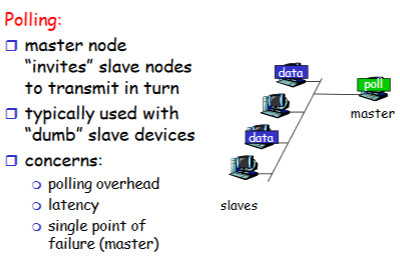 Polling:
master node
“invites” slave nodes
to transmit in turn
typically used with
“dumb” slave devices
concerns:
polling overhead
latency
single point of
failure (master)
data
data
slaves
poll
master